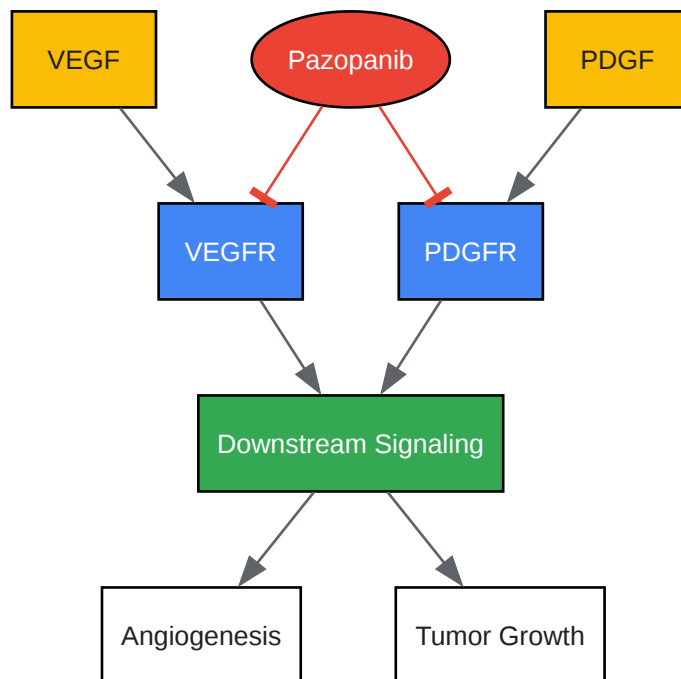 VEGF
Pazopanib
PDGF
VEGFR
PDGFR
Downstream Signaling
Angiogenesis
Tumor Growth